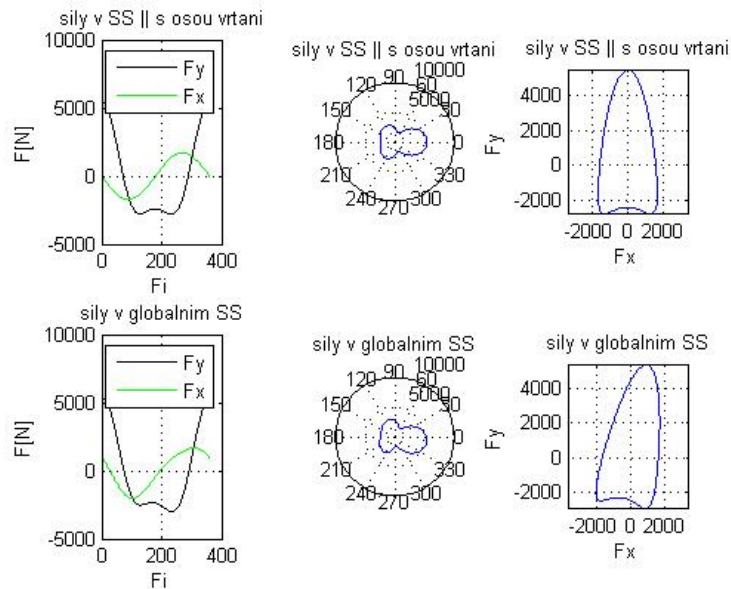 sily v SS || s osou vrtani
10000
5000
0
-5000
F[N]
Fy
Fx
0 200 400
Fi
sily v SS || s osou vrtani
90 10000
120 60
5000
150 30
180 0
210 330
240 300
270
sily v SS || s osou vrtani
4000
2000
0
-2000
Fy
-2000 0 2000
Fx
sily v globalnim SS
10000
5000
0
-5000
F[N]
Fy
Fx
0 200 400
Fi
sily v globalnim SS
90 10000
120 60
5000
150 30
180 0
210 330
240 300
270
sily v globalnim SS
4000
2000
0
-2000
Fy
-2000 0 2000
Fx